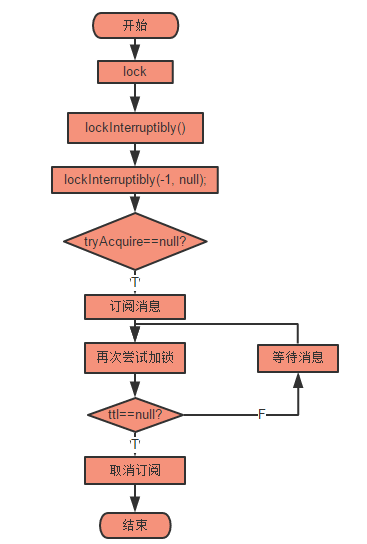 开始
lock
lockInterruptibly()
lockInterruptibly(-1, null);
tryAcquire==null?
T
订阅消息
再次尝试加锁
等待消息
ttl==null?
F
T
取消订阅
结束